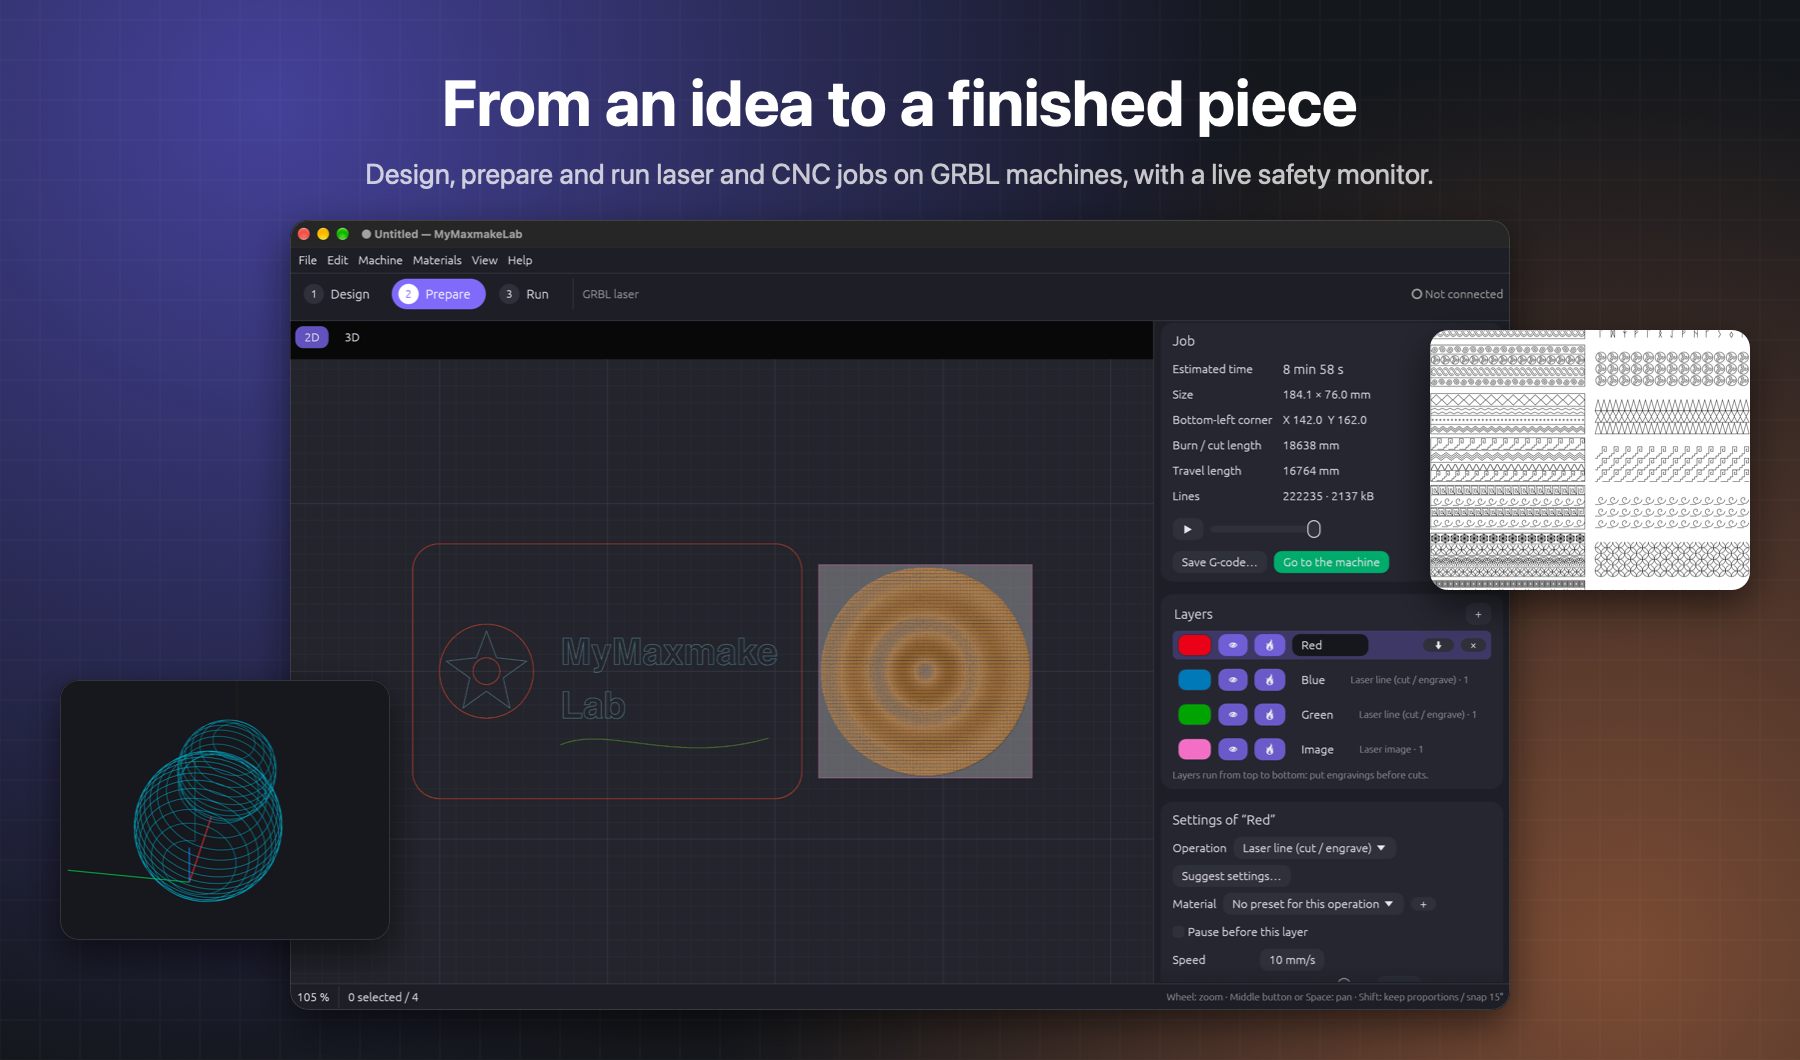 From an idea to a finished piece
Design, prepare and run laser and CNC jobs on GRBL machines, with a live safety monitor.
Untitled — MyMaxmakeLab
File Edit Machine Materials View Help
1 Design 2 Prepare 3 Run GRBL laser Not connected
2D 3D
Job
Estimated time 8 min 58 s
Size 184.1 × 76.0 mm
Bottom-left corner X 142.0 Y 162.0
Burn / cut length 18638 mm
Travel length 16764 mm
Lines 222235 · 2137 kB
Save G-code... Go to the machine
MyMaxmake
Lab
Layers +
Red
Blue Laser line (cut / engrave) · 1
Green Laser line (cut / engrave) · 1
Image Laser image · 1
Layers run from top to bottom: put engravings before cuts.
Settings of “Red”
Operation Laser line (cut / engrave)
Suggest settings...
Material No preset for this operation +
Pause before this layer
Speed 10 mm/s
105 % 0 selected / 4
Wheel: zoom · Middle button or Space: pan · Shift: keep proportions / snap 15°